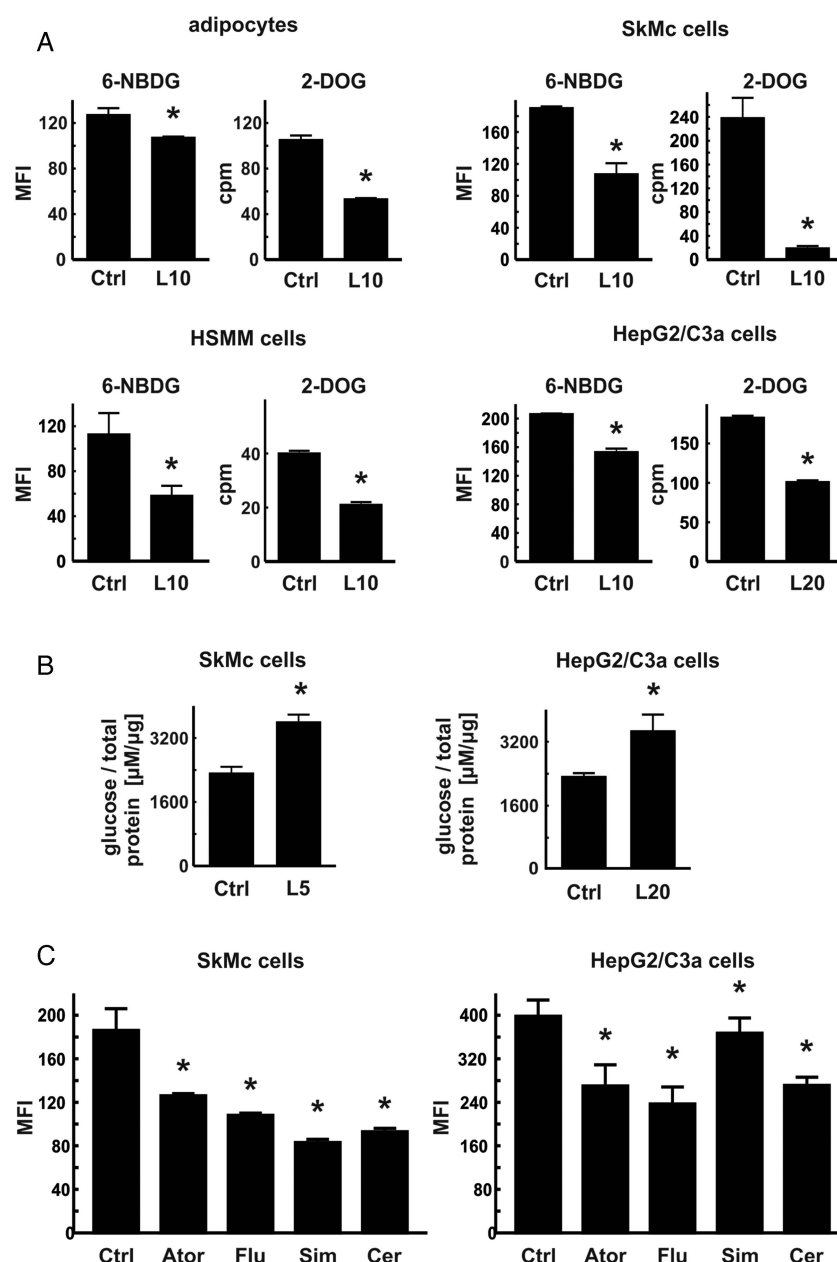 A
adipocytes
SkMc cells
6-NBDG
2-DOG
6-NBDG
2-DOG
MFI
120
80
40
0
*
Ctrl
L10
cpm
120
80
40
0
*
Ctrl
L10
MFI
160
120
80
40
0
*
Ctrl
L10
cpm
240
200
160
120
80
40
20
0
*
Ctrl
L10
HSMM cells
HepG2/C3a cells
6-NBDG
2-DOG
6-NBDG
2-DOG
MFI
120
80
40
0
*
Ctrl
L10
cpm
40
20
0
*
Ctrl
L10
MFI
200
150
100
50
0
*
Ctrl
L10
cpm
150
100
50
0
*
Ctrl
L20
B
SkMc cells
HepG2/C3a cells
glucose / total
protein [µM/µg]
3200
1600
0
*
Ctrl
L5
glucose / total
protein [µM/µg]
3200
1600
0
*
Ctrl
L20
C
SkMc cells
HepG2/C3a cells
MFI
200
160
120
80
40
0
*
*
*
*
Ctrl
Ator
Flu
Sim
Cer
MFI
400
320
240
160
80
0
*
*
*
*
Ctrl
Ator
Flu
Sim
Cer